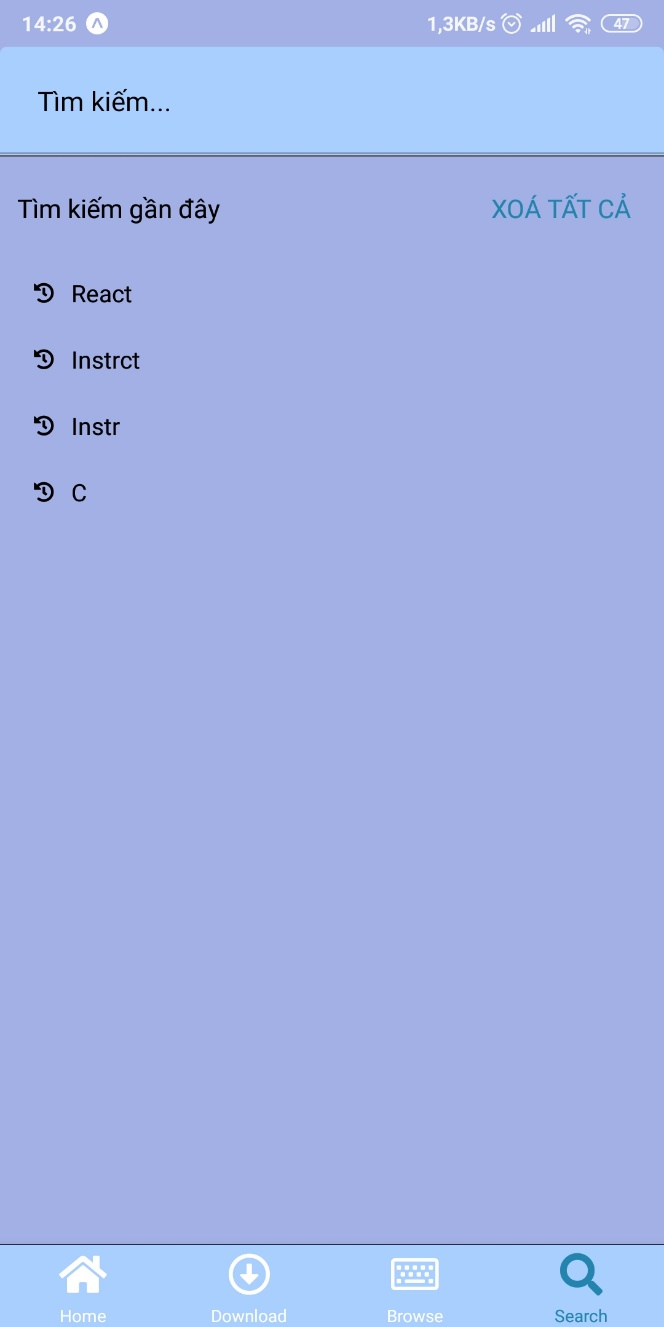 14:26 1,3KB/s 47
Tìm kiếm...
Tìm kiếm gần đây XOÁ TẤT CẢ
React
Instrct
Instr
C
Home Download Browse Search